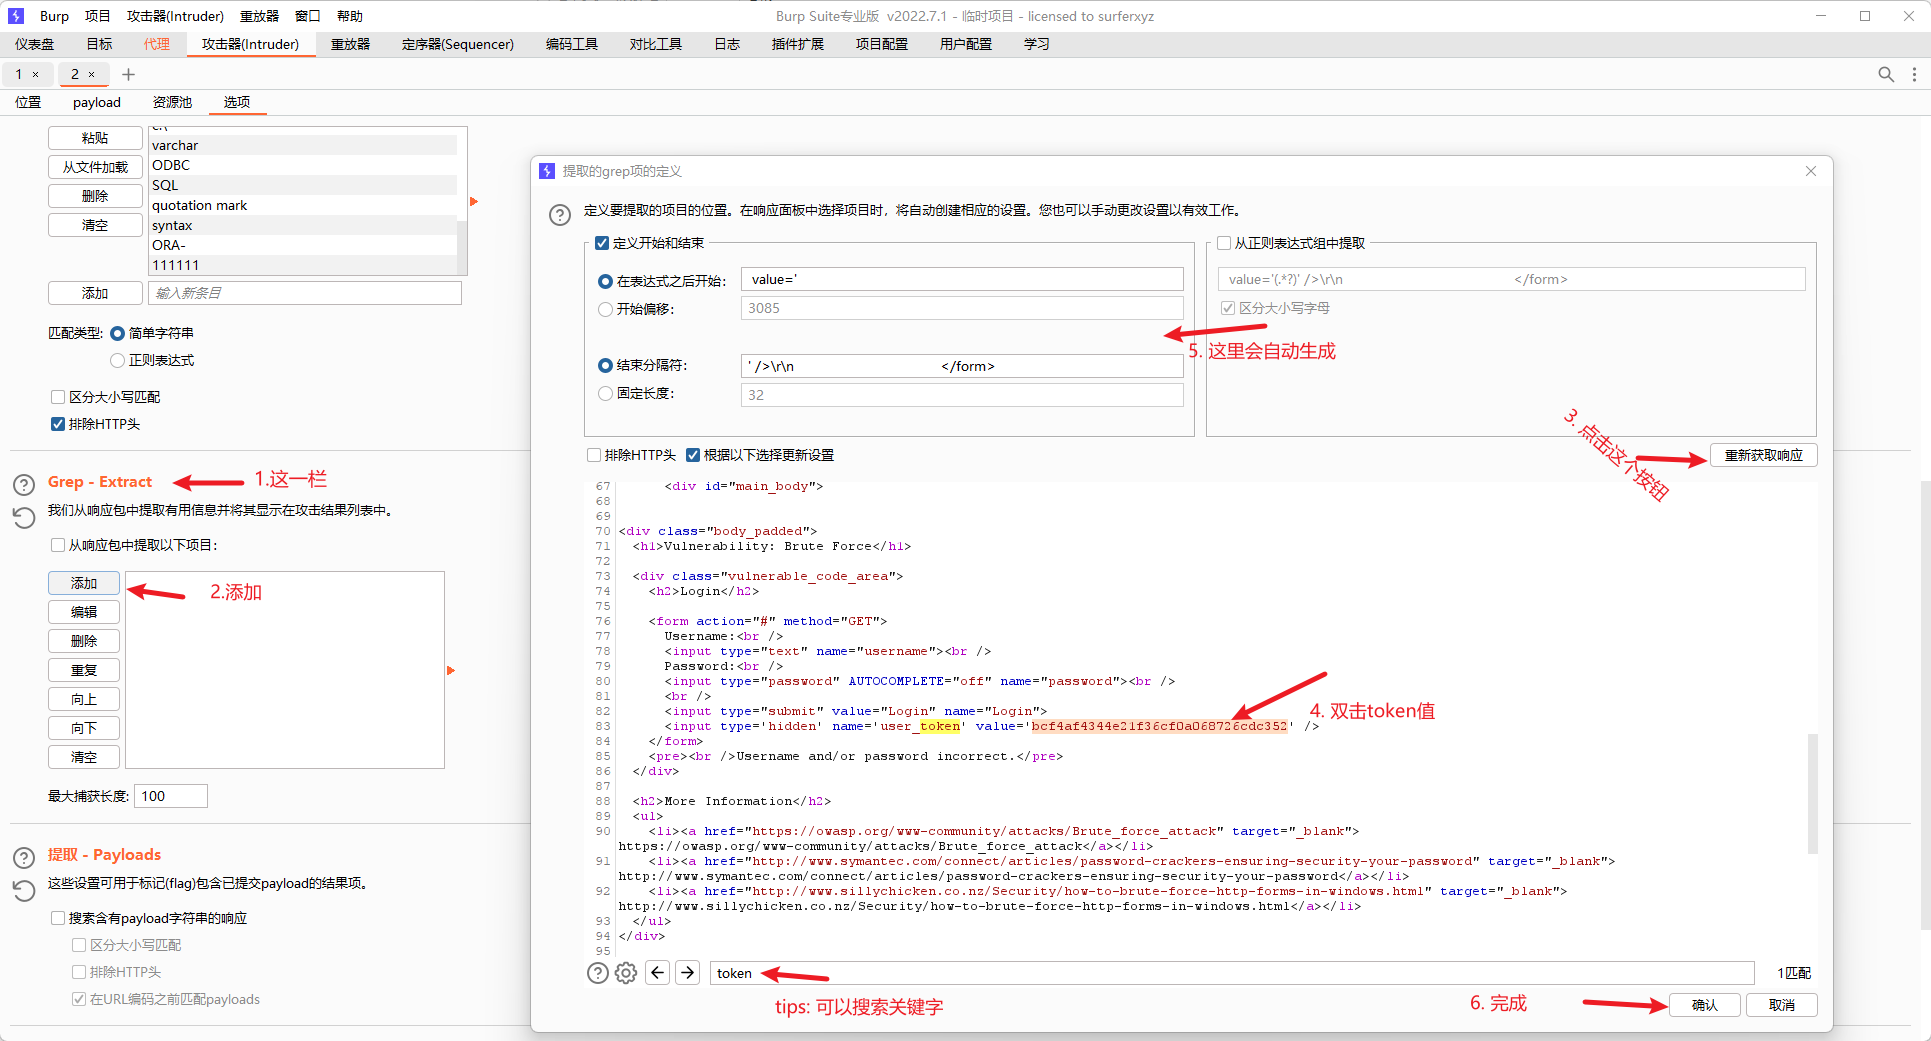 Burp 项目 攻击器(Intruder) 重放器 窗口 帮助
Burp Suite专业版 v2022.7.1 - 临时项目 - licensed to surferxyz
仪表盘 目标 代理 攻击器(Intruder) 重放器 定序器(Sequencer) 编码工具 对比工具 日志 插件扩展 项目配置 用户配置 学习
1 × 2 × +
位置 payload 资源池 选项
粘贴
从文件加载
删除
清空
c:\
varchar
ODBC
SQL
quotation mark
syntax
ORA-
111111
添加 输入新条目
匹配类型: 简单字符串
正则表达式
区分大小写匹配
排除HTTP头
Grep - Extract
1.这一栏
我们从响应包中提取有用信息并将其显示在攻击结果列表中。
从响应包中提取以下项目:
添加
2.添加
编辑
删除
重复
向上
向下
清空
最大捕获长度: 100
提取 - Payloads
这些设置可用于标记(flag)包含已提交payload的结果项。
搜索含有payload字符串的响应
区分大小写匹配
排除HTTP头
在URL编码之前匹配payloads
提取的grep项的定义
定义要提取的项目的位置。在响应面板中选择项目时，将自动创建相应的设置。您也可以手动更改设置以有效工作。
定义开始和结束
在表达式之后开始: value='
开始偏移: 3085
结束分隔符: ' />\r\n </form>
固定长度: 32
从正则表达式组中提取
value='(.*?)' />\r\n </form>
区分大小写字母
5. 这里会自动生成
3. 点击这个按钮
排除HTTP头 根据以下选择更新设置
重新获取响应
67 <div id="main_body">
68
69
70 <div class="body_padded">
71 <h1>Vulnerability: Brute Force</h1>
72
73 <div class="vulnerable_code_area">
74 <h2>Login</h2>
75
76 <form action="#" method="GET">
77 Username:<br />
78 <input type="text" name="username"><br />
79 Password:<br />
80 <input type="password" AUTOCOMPLETE="off" name="password"><br />
81 <br />
82 <input type="submit" value="Login" name="Login">
83 <input type='hidden' name='user_token' value='bcf4af4344e21f36cf0a068726cdc352' />
4. 双击token值
84 </form>
85 <pre><br />Username and/or password incorrect.</pre>
86 </div>
87
88 <h2>More Information</h2>
89 <ul>
90 <li><a href="https://owasp.org/www-community/attacks/Brute_force_attack" target="_blank">
https://owasp.org/www-community/attacks/Brute_force_attack</a></li>
91 <li><a href="http://www.symantec.com/connect/articles/password-crackers-ensuring-security-your-password" target="_blank">
http://www.symantec.com/connect/articles/password-crackers-ensuring-security-your-password</a></li>
92 <li><a href="http://www.sillychicken.co.nz/Security/how-to-brute-force-http-forms-in-windows.html" target="_blank">
http://www.sillychicken.co.nz/Security/how-to-brute-force-http-forms-in-windows.html</a></li>
93 </ul>
94 </div>
95
token
1匹配
tips: 可以搜索关键字
6. 完成
确认 取消